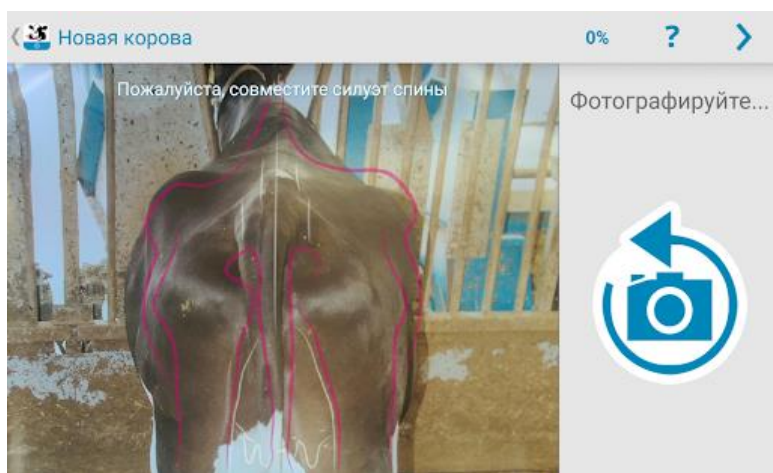 Новая корова
0%
?
Пожалуйста, совместите силуэт спины
Фотографируйте...